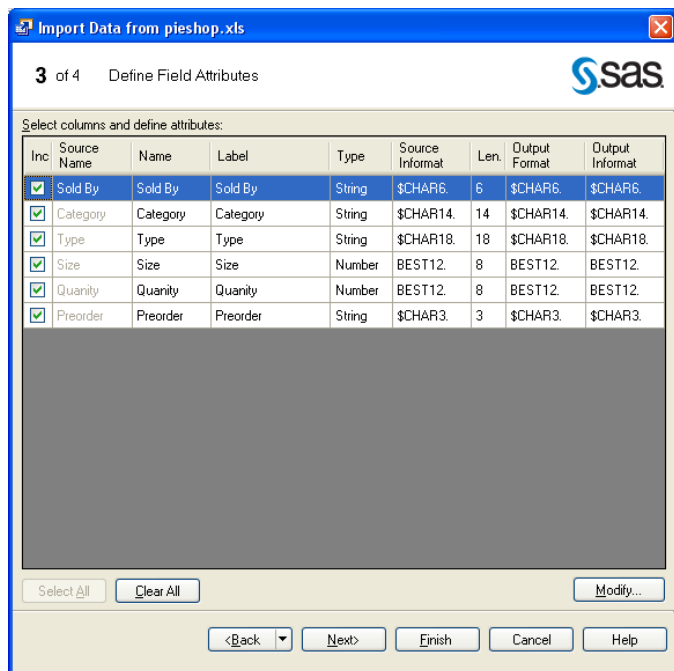 Import Data from pieshop.xls
3 of 4 Define Field Attributes
sas
Select columns and define attributes:
Inc Source Name Name Label Type Source Informat Len. Output Format Output Informat
Sold By Sold By Sold By String $CHAR6. 6 $CHAR6. $CHAR6.
Category Category Category String $CHAR14. 14 $CHAR14. $CHAR14.
Type Type Type String $CHAR18. 18 $CHAR18. $CHAR18.
Size Size Size Number BEST12. 8 BEST12. BEST12.
Quanity Quanity Quanity Number BEST12. 8 BEST12. BEST12.
Preorder Preorder Preorder String $CHAR3. 3 $CHAR3. $CHAR3.
Select All Clear All Modify...
<Back Next> Finish Cancel Help